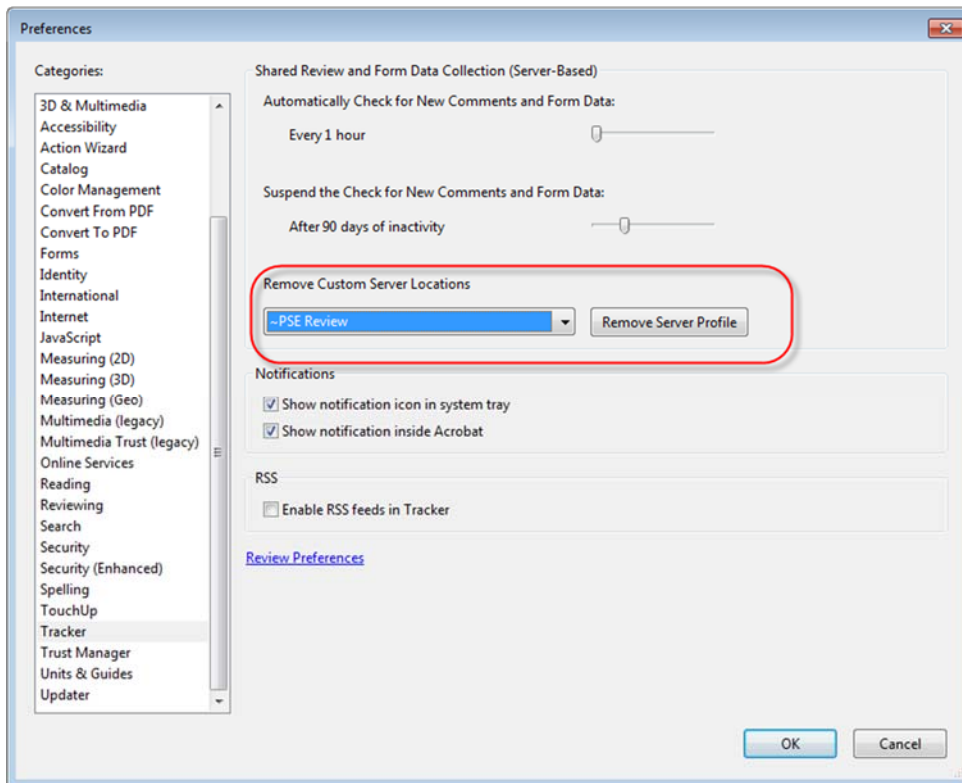 Preferences
Categories:
3D & Multimedia
Accessibility
Action Wizard
Catalog
Color Management
Convert From PDF
Convert To PDF
Forms
Identity
International
Internet
JavaScript
Measuring (2D)
Measuring (3D)
Measuring (Geo)
Multimedia (legacy)
Multimedia Trust (legacy)
Online Services
Reading
Reviewing
Search
Security
Security (Enhanced)
Spelling
TouchUp
Tracker
Trust Manager
Units & Guides
Updater
Shared Review and Form Data Collection (Server-Based)
Automatically Check for New Comments and Form Data:
Every 1 hour
Suspend the Check for New Comments and Form Data:
After 90 days of inactivity
Remove Custom Server Locations
~PSE Review
Remove Server Profile
Notifications
Show notification icon in system tray
Show notification inside Acrobat
RSS
Enable RSS feeds in Tracker
Review Preferences
OK
Cancel